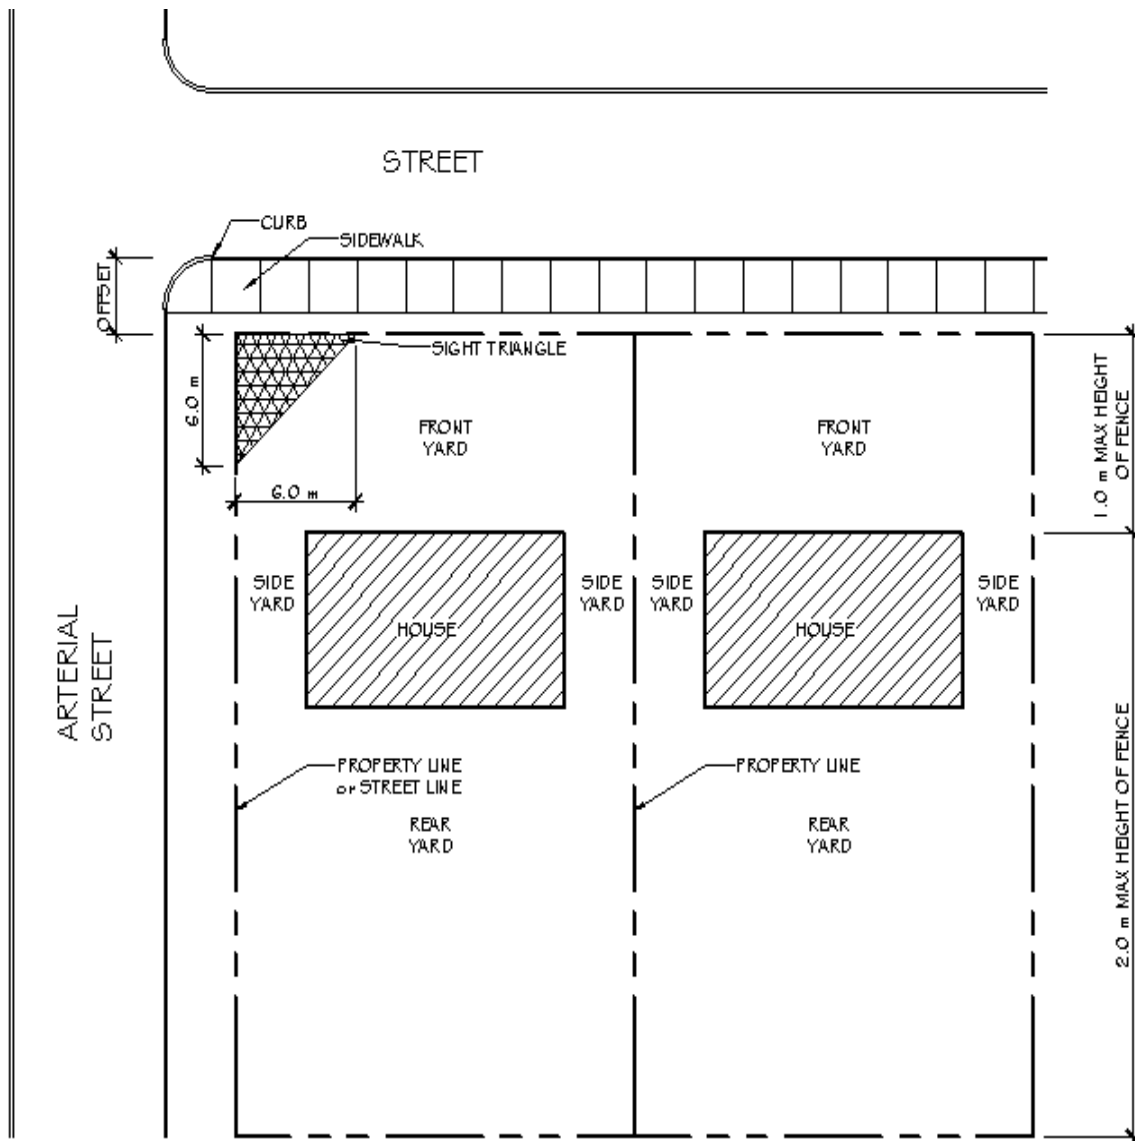 STREET
CURB
SIDEWALK
OFFSET
SIGHT TRIANGLE
6.0 m
6.0 m
FRONT
YARD
FRONT
YARD
1.0 m MAX HEIGHT
OF FENCE
SIDE
YARD
HOUSE
SIDE
YARD
SIDE
YARD
HOUSE
SIDE
YARD
ARTERIAL
STREET
PROPERTY LINE
or STREET LINE
PROPERTY LINE
REAR
YARD
REAR
YARD
2.0 m MAX HEIGHT OF FENCE